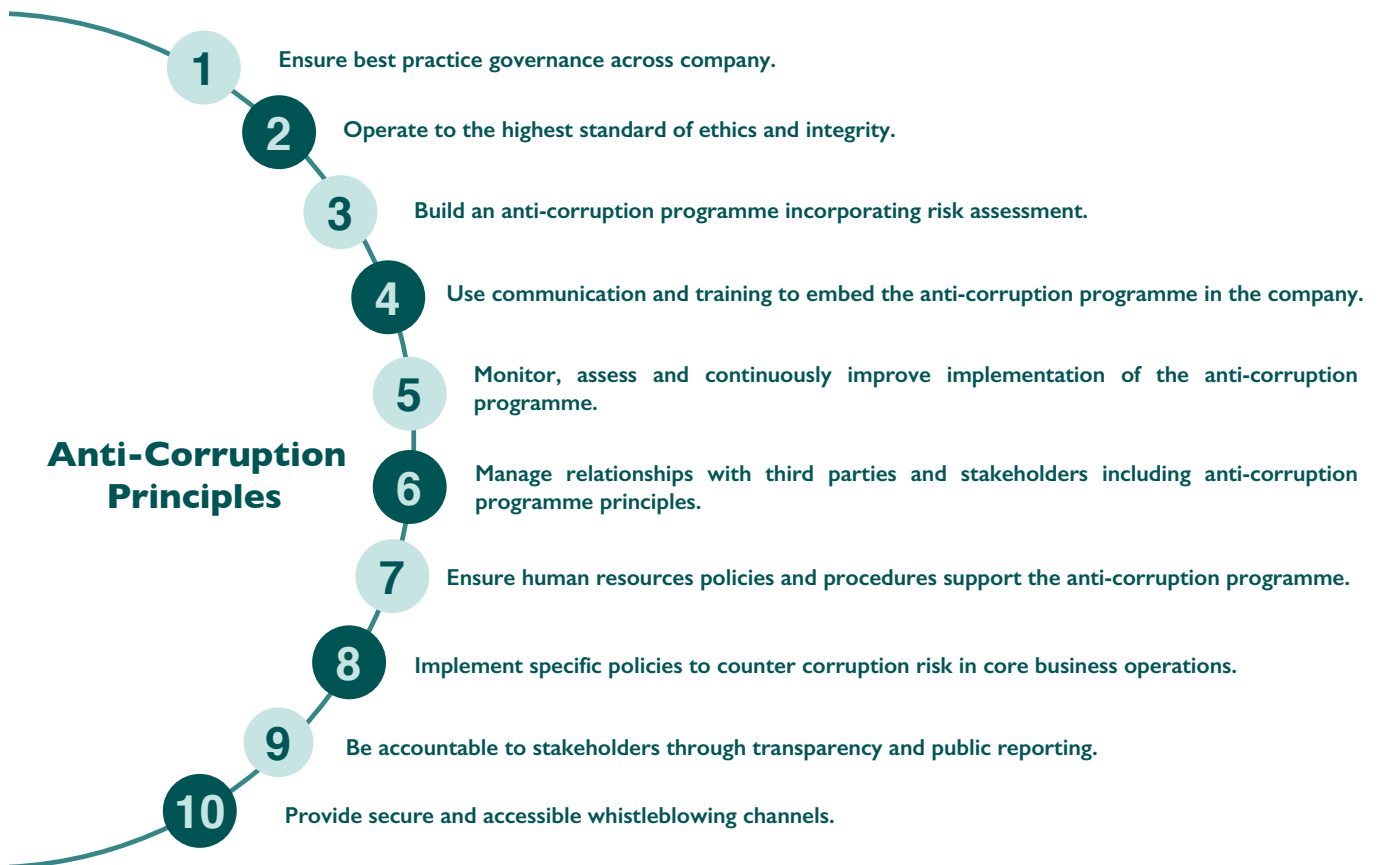 1
Ensure best practice governance across company.
2
Operate to the highest standard of ethics and integrity.
3
Build an anti-corruption programme incorporating risk assessment.
4
Use communication and training to embed the anti-corruption programme in the company.
5
Monitor, assess and continuously improve implementation of the anti-corruption
programme.
Anti-Corruption
Principles
6
Manage relationships with third parties and stakeholders including anti-corruption
programme principles.
7
Ensure human resources policies and procedures support the anti-corruption programme.
8
Implement specific policies to counter corruption risk in core business operations.
9
Be accountable to stakeholders through transparency and public reporting.
10
Provide secure and accessible whistleblowing channels.